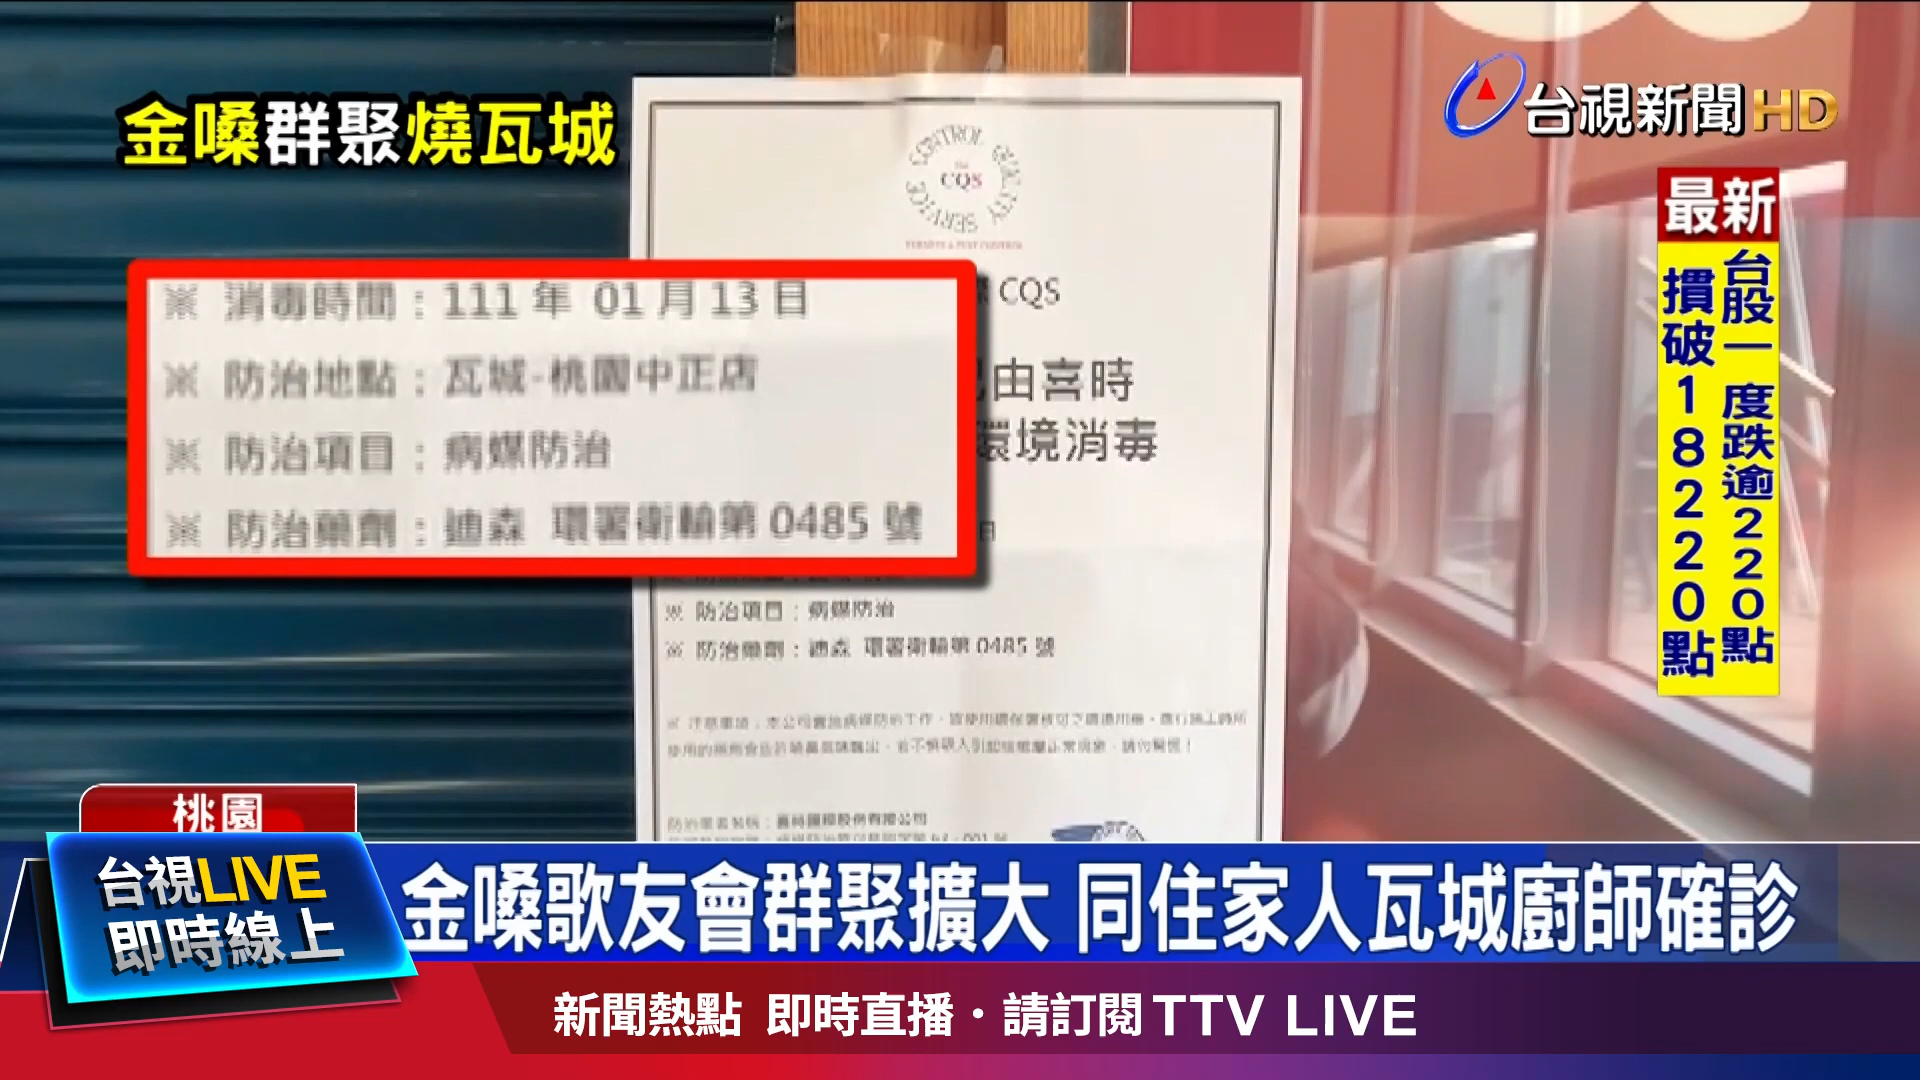 金嗓群聚燒瓦城
台視新聞HD
最新
台股一度跌逾220點
摜破18220點
CONTROL QUALITY SERVICE
CQS
CQS
由喜時
環境消毒
※ 消毒時間：111 年 01 月 13 日
※ 防治地點：瓦城-桃園中正店
※ 防治項目：病媒防治
※ 防治藥劑：迪森 環署衛輸第 0485 號
※ 防治項目：病媒防治
※ 防治藥劑：迪森 環署衛輸第 0485 號
桃園
台視LIVE
即時線上
金嗓歌友會群聚擴大 同住家人瓦城廚師確診
新聞熱點 即時直播·請訂閱TTV LIVE